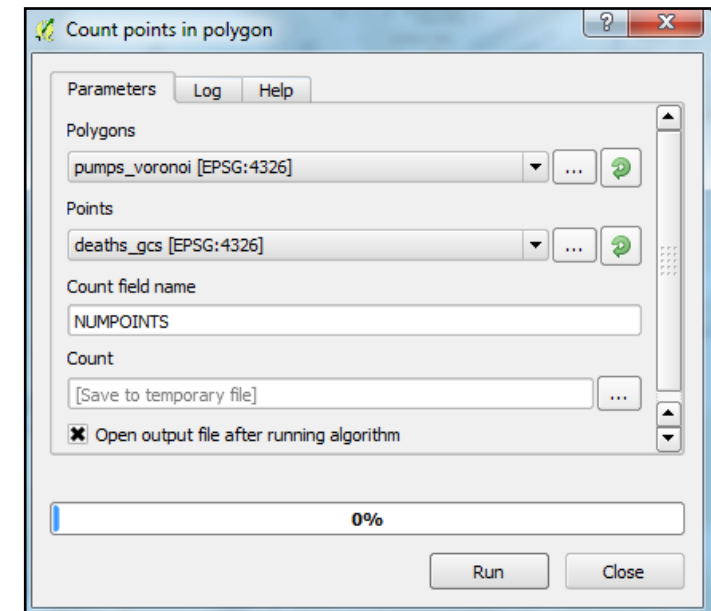 Count points in polygon
?
X
Parameters Log Help
Polygons
pumps_voronoi [EPSG:4326]
...
Points
deaths_gcs [EPSG:4326]
...
Count field name
NUMPOINTS
Count
[Save to temporary file]
...
Open output file after running algorithm
0%
Run Close